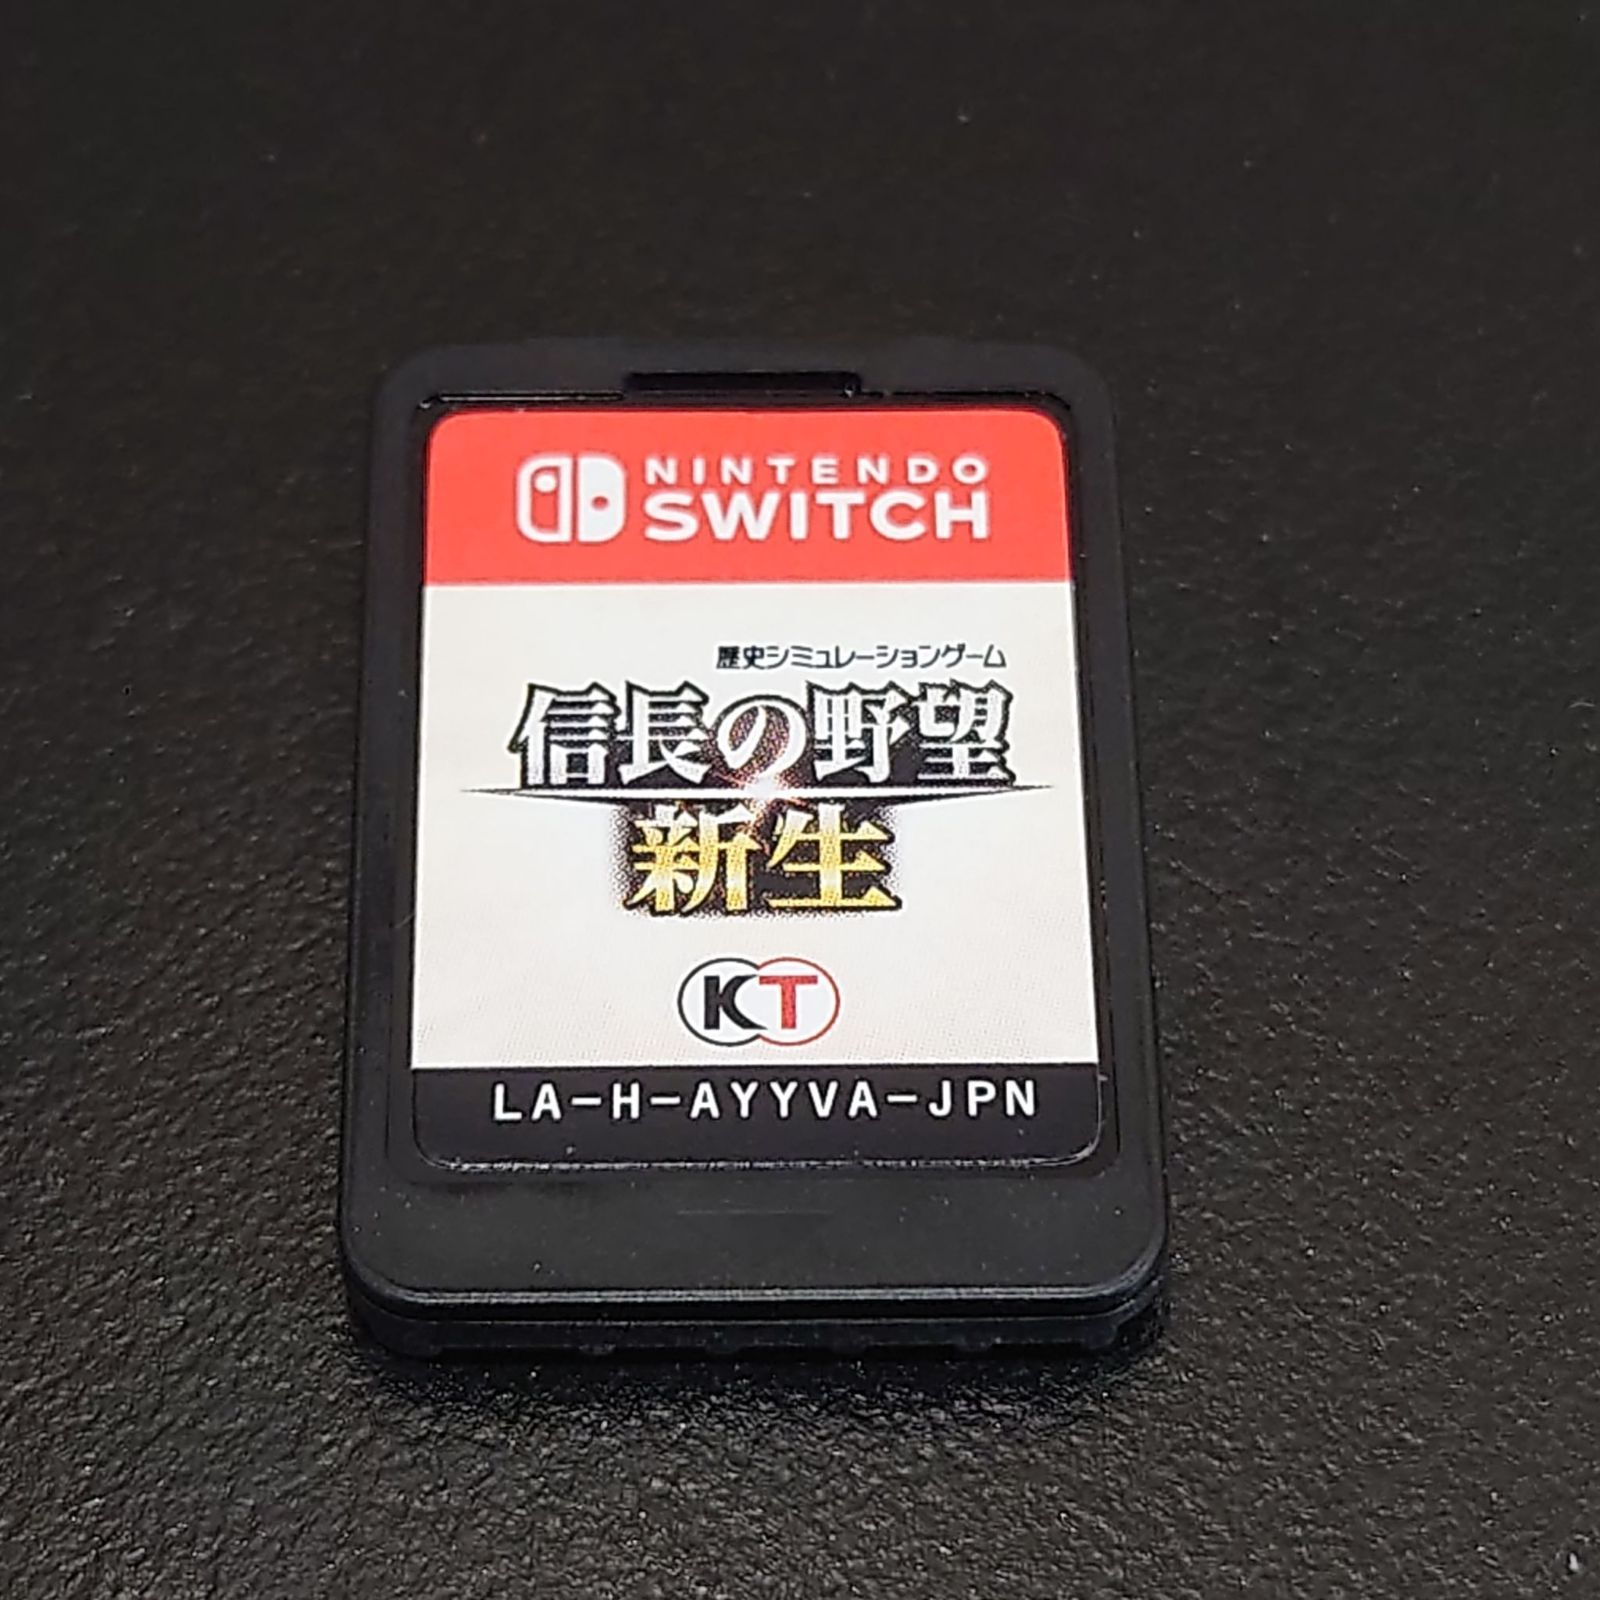 NINTENDO
SWITCH
歴史シミュレーションゲーム
信長の野望
新生
KT
LA-H-AYYVA-JPN